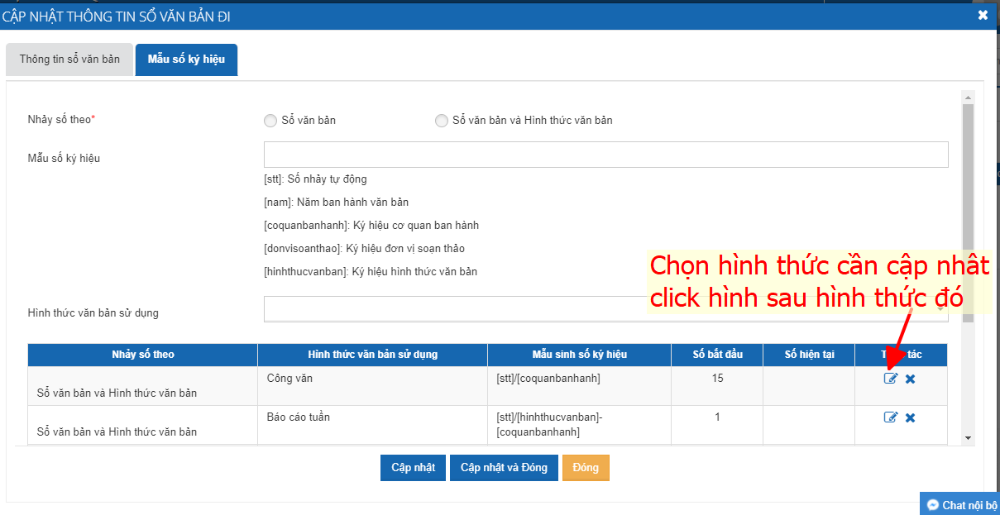 CẬP NHẬT THÔNG TIN SỔ VĂN BẢN ĐI
Thông tin sổ văn bản
Mẫu số ký hiệu
Nhảy số theo*
Sổ văn bản
Sổ văn bản và Hình thức văn bản
Mẫu số ký hiệu
[stt]: Số nhảy tự động
[nam]: Năm ban hành văn bản
[coquanbanhanh]: Ký hiệu cơ quan ban hành
[donvisoanthao]: Ký hiệu đơn vị soạn thảo
[hinhthucvanban]: Ký hiệu hình thức văn bản
Chọn hình thức cần cập nhât
click hình sau hình thức đó
Hình thức văn bản sử dụng
Nhảy số theo
Hình thức văn bản sử dụng
Mẫu sinh số ký hiệu
Số bắt đầu
Số hiện tại
tác
Sổ văn bản và Hình thức văn bản
Công văn
[stt]/[coquanbanhanh]
15
Sổ văn bản và Hình thức văn bản
Báo cáo tuần
[stt]/[hinhthucvanban]-
[coquanbanhanh]
1
Cập nhật
Cập nhật và Đóng
Đóng
Chat nội bộ